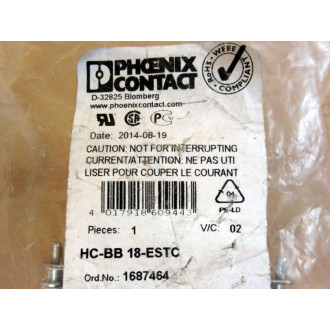 PHOENIX
CONTACT
D-32825 Blomberg
www.phoenixcontact.com
RoHS WEEE
Date: 2014-08-19
CAUTION: NOT FOR INTERRUPTING
CURRENT/ATTENTION: NE PAS UTI
LISER POUR COUPER LE COURANT
04
PE-LD
4 017918 609443
Pieces: 1 V/C: 02
HC-BB 18-ESTC
Ord.No.: 1687464